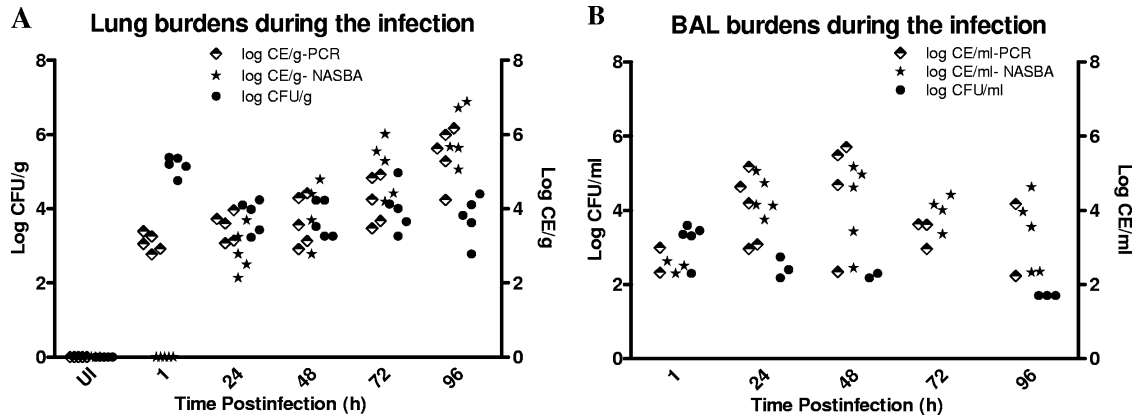 A
Lung burdens during the infection
log CE/g-PCR
log CE/g- NASBA
log CFU/g
8
6
4
2
0
Log CFU/g
8
6
4
2
0
Log CE/g
UI 1 24 48 72 96
Time Postinfection (h)
B
BAL burdens during the infection
log CE/ml-PCR
log CE/ml- NASBA
log CFU/ml
8
6
4
2
0
Log CFU/ml
8
6
4
2
0
Log CE/ml
1 24 48 72 96
Time Postinfection (h)